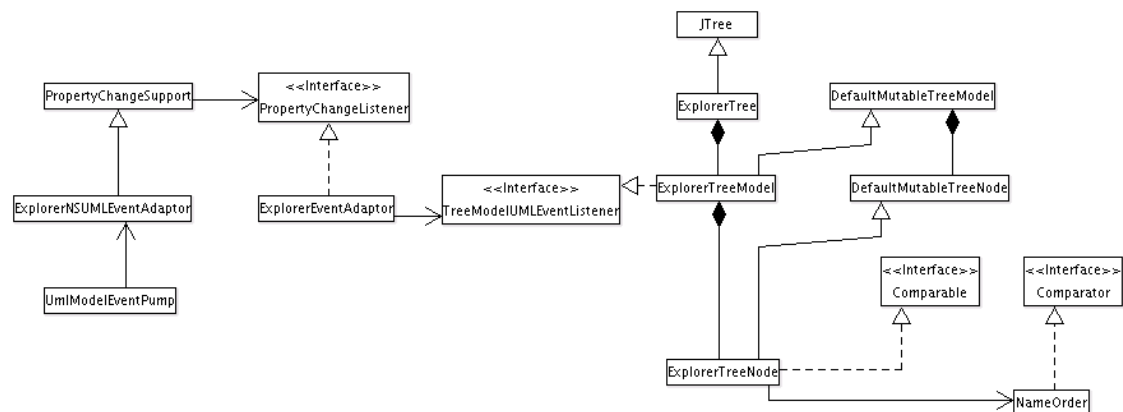 JTree
PropertyChangeSupport
<<Interface>>
PropertyChangeListener
ExplorerTree
DefaultMutableTreeModel
ExplorerNSUMLEventAdaptor
ExplorerEventAdaptor
<<Interface>>
TreeModelUMLEventListener
ExplorerTreeModel
DefaultMutableTreeNode
UmlModelEventPump
<<Interface>>
Comparable
<<Interface>>
Comparator
ExplorerTreeNode
NameOrder